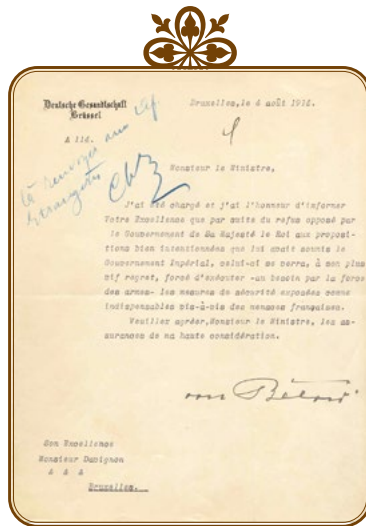 Deutsche Gesandtschaft
Brüssel
Bruxelles, le 4 août 1914.
A 114.
à renvoyer aux Af.
Monsieur le Ministre,
J'ai été chargé et j'ai l'honneur d'informer
Votre Excellence que par suite du refus opposé par
le Gouvernement de Sa Majesté le Roi aux proposi-
tions bien intentionnées que lui avait soumis le
Gouvernement Impérial, celui-ci se verra, à son plus
vif regret, forcé d'exécuter -au besoin par la force
des armes- les mesures de sécurité exposées comme
indispensables vis-à-vis des menaces françaises.
Veuillez agréer, Monsieur le Ministre, les as-
surances de ma haute considération.
Son Excellence
Monsieur Davignon
& & &
Bruxelles.